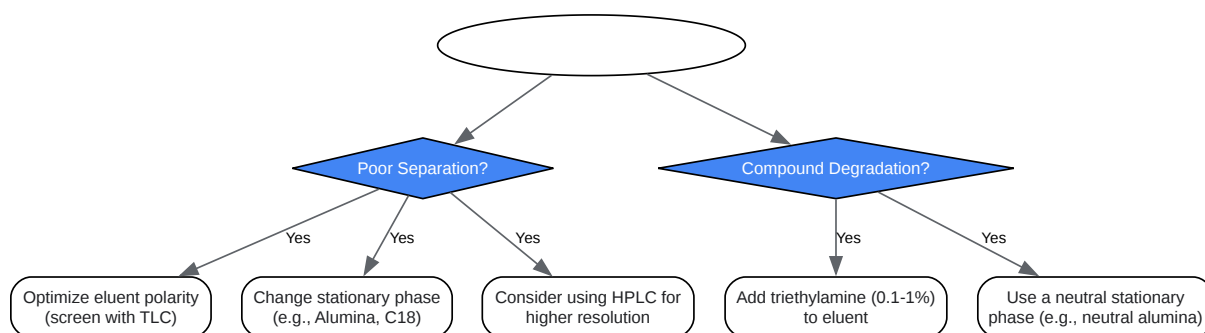 Poor Separation?
Compound Degradation?
Yes
Yes
Yes
Yes
Yes
Optimize eluent polarity
(screen with TLC)
Change stationary phase
(e.g., Alumina, C18)
Consider using HPLC for
higher resolution
Add triethylamine (0.1-1%)
to eluent
Use a neutral stationary
phase (e.g., neutral alumina)